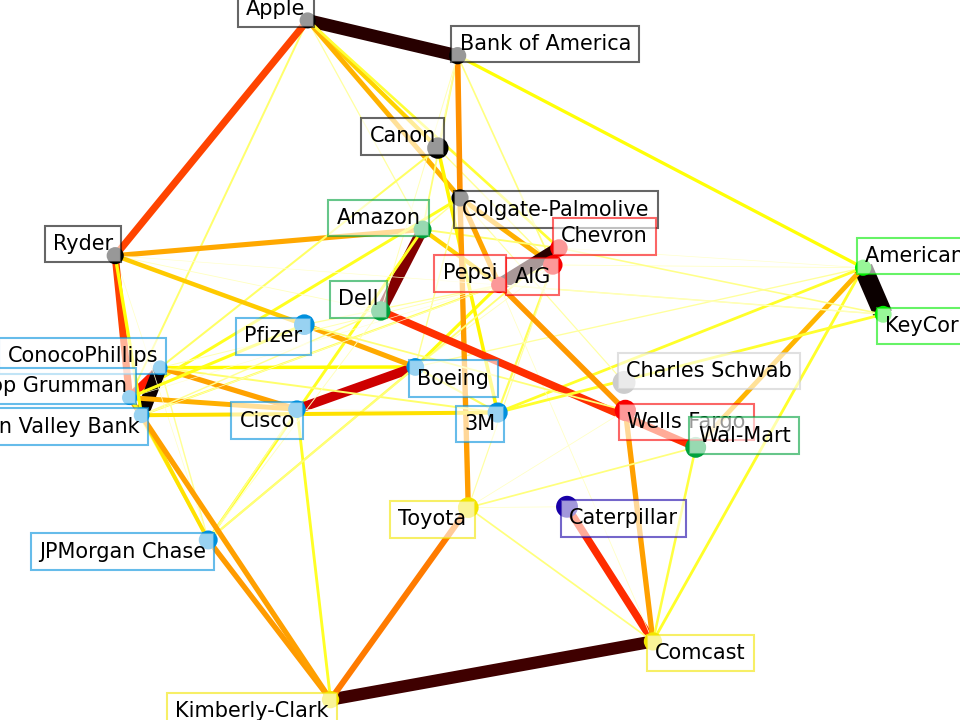 Apple
Bank of America
Canon
Colgate-Palmolive
Amazon
Chevron
Ryder
Pepsi
AIG
American
Dell
KeyCor
Pfizer
ConocoPhillips
Boeing
Charles Schwab
op Grumman
Cisco
3M
Wells Fargo
n Valley Bank
Wal-Mart
Toyota
Caterpillar
JPMorgan Chase
Comcast
Kimberly-Clark